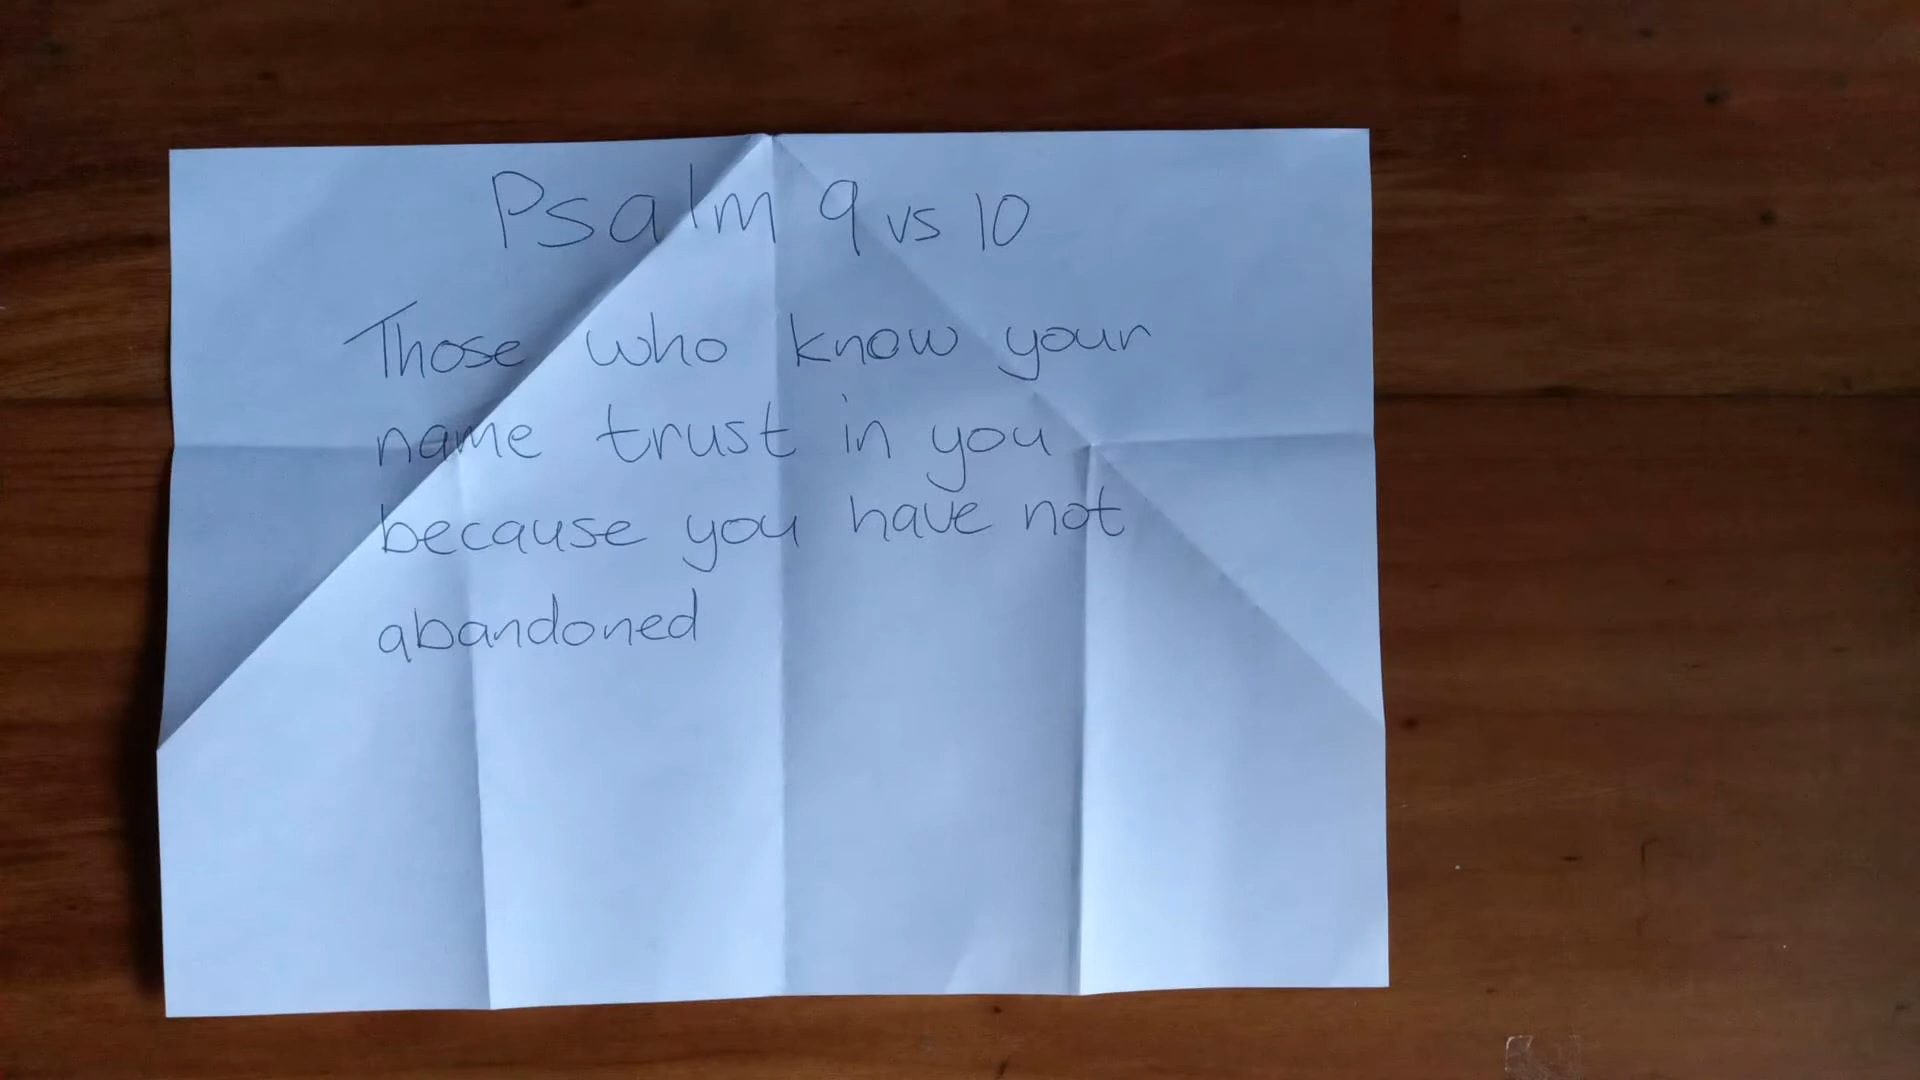 Psalm 9 vs 10
Those who know your
name trust in you
because you have not
abandoned